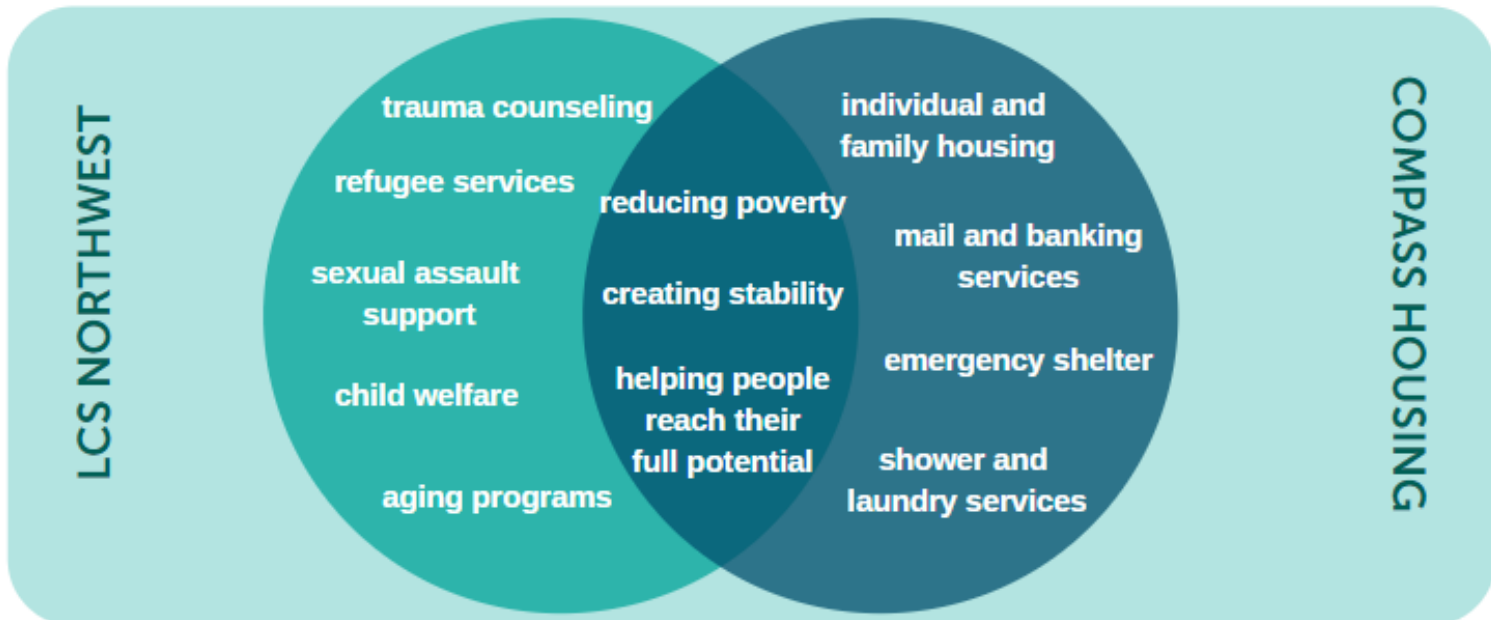 LCS NORTHWEST
trauma counseling
refugee services
sexual assault
support
child welfare
aging programs
reducing poverty
creating stability
helping people
reach their
full potential
individual and
family housing
mail and banking
services
emergency shelter
shower and
laundry services
COMPASS HOUSING